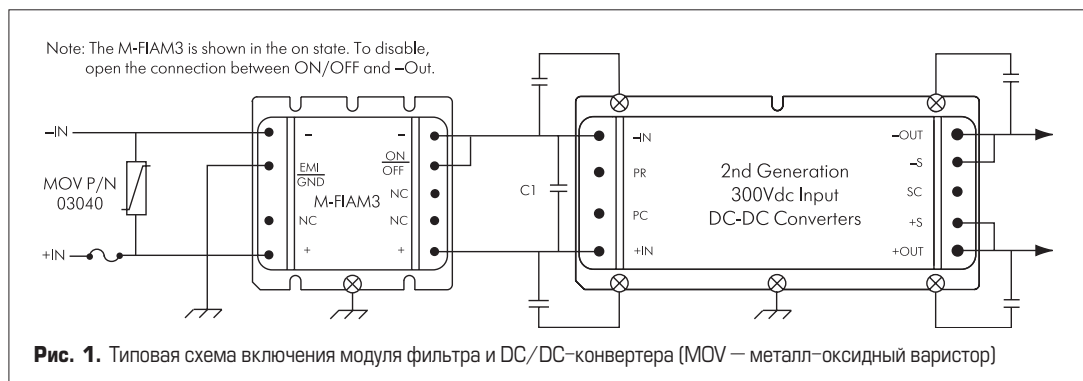 Note: The M-FIAM3 is shown in the on state. To disable,
open the connection between ON/OFF and –Out.
–IN
MOV P/N
03040
+IN
–
EMI
GND
M-FIAM3
NC
+
–
ON
OFF
NC
NC
+
C1
–IN
PR
PC
+IN
2nd Generation
300Vdc Input
DC-DC Converters
–OUT
–S
SC
+S
+OUT
Рис. 1. Типовая схема включения модуля фильтра и DC/DC-конвертера (MOV — металл-оксидный варистор)